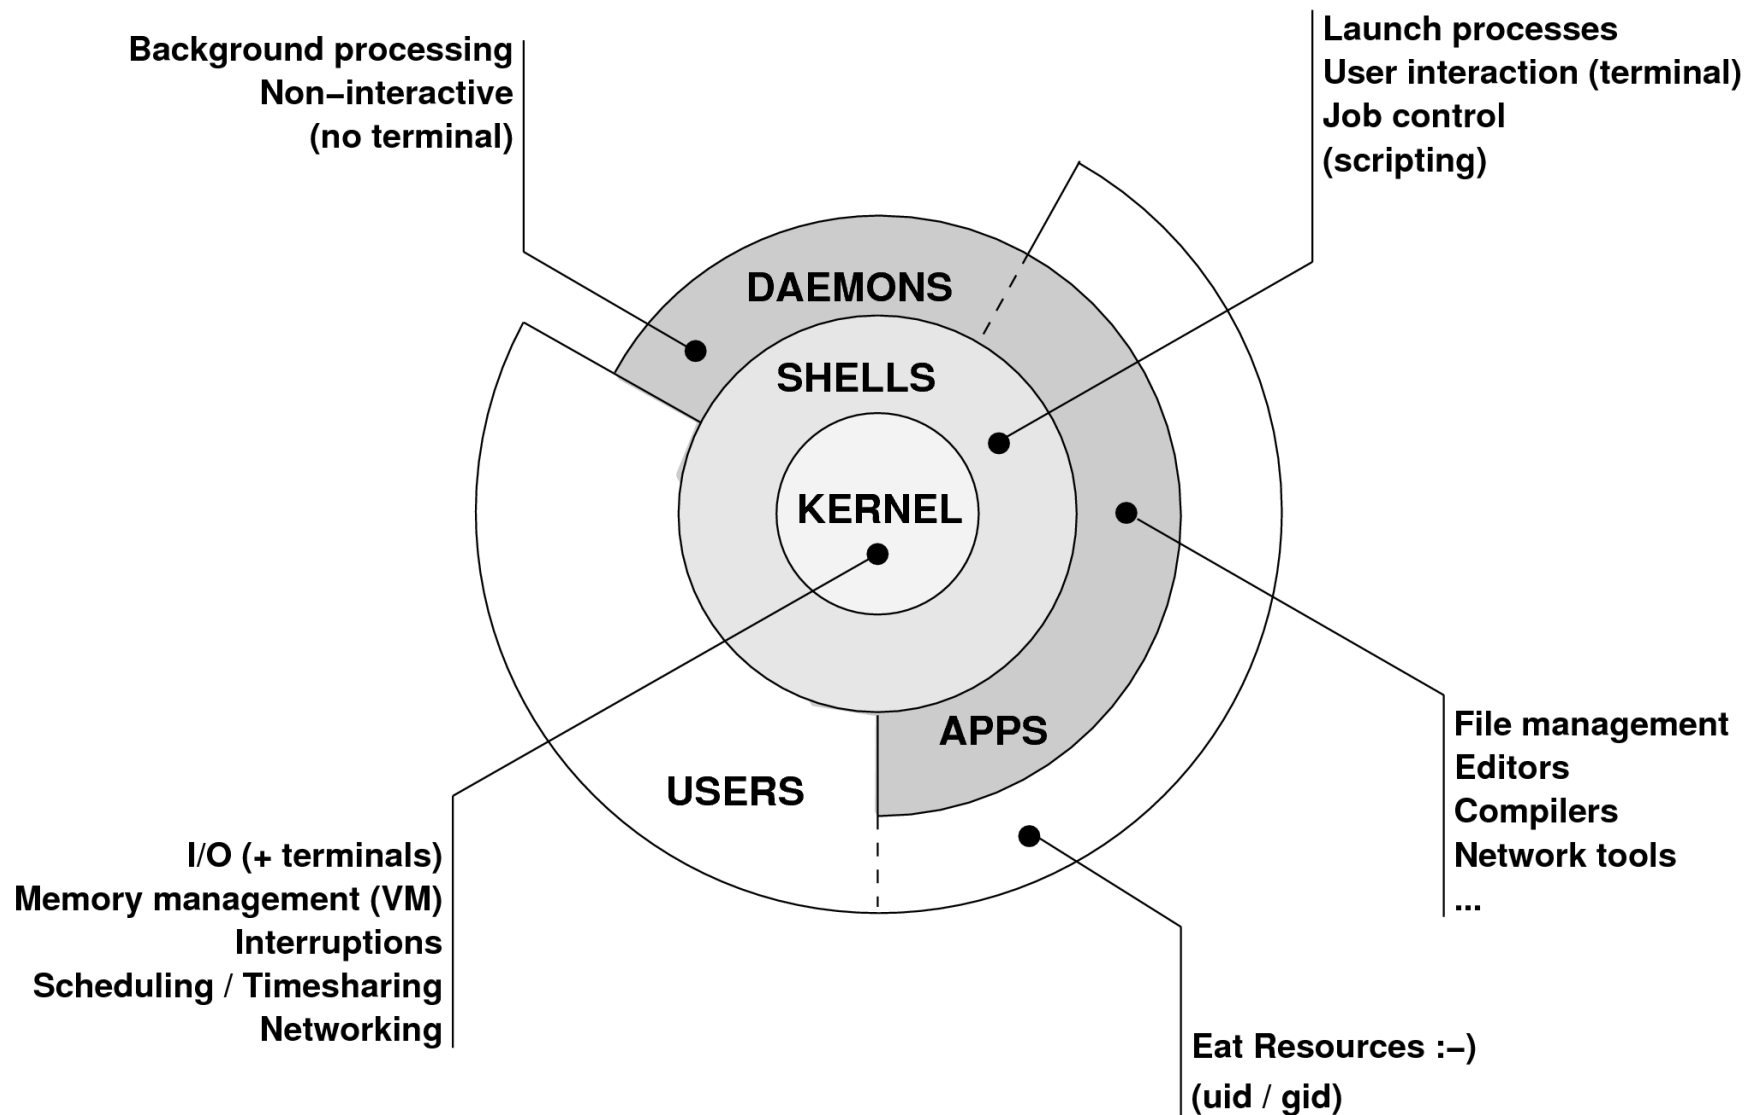 Background processing
Non–interactive
(no terminal)
Launch processes
User interaction (terminal)
Job control
(scripting)
DAEMONS
SHELLS
KERNEL
APPS
USERS
I/O (+ terminals)
Memory management (VM)
Interruptions
Scheduling / Timesharing
Networking
File management
Editors
Compilers
Network tools
...
Eat Resources :–)
(uid / gid)